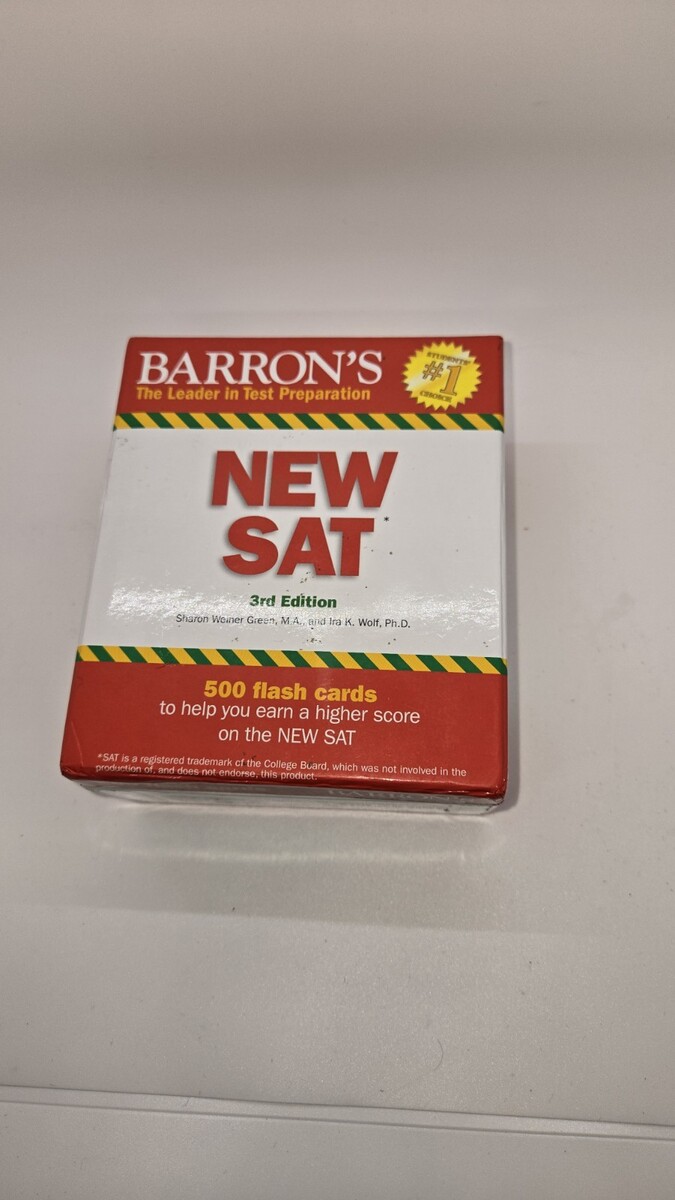 BARRON'S
The Leader in Test Preparation
STUDENTS'
#1
CHOICE
NEW
SAT*
3rd Edition
Sharon Weiner Green, M.A., and Ira K. Wolf, Ph.D.
500 flash cards
to help you earn a higher score
on the NEW SAT
*SAT is a registered trademark of the College Board, which was not involved in the
production of, and does not endorse, this product.